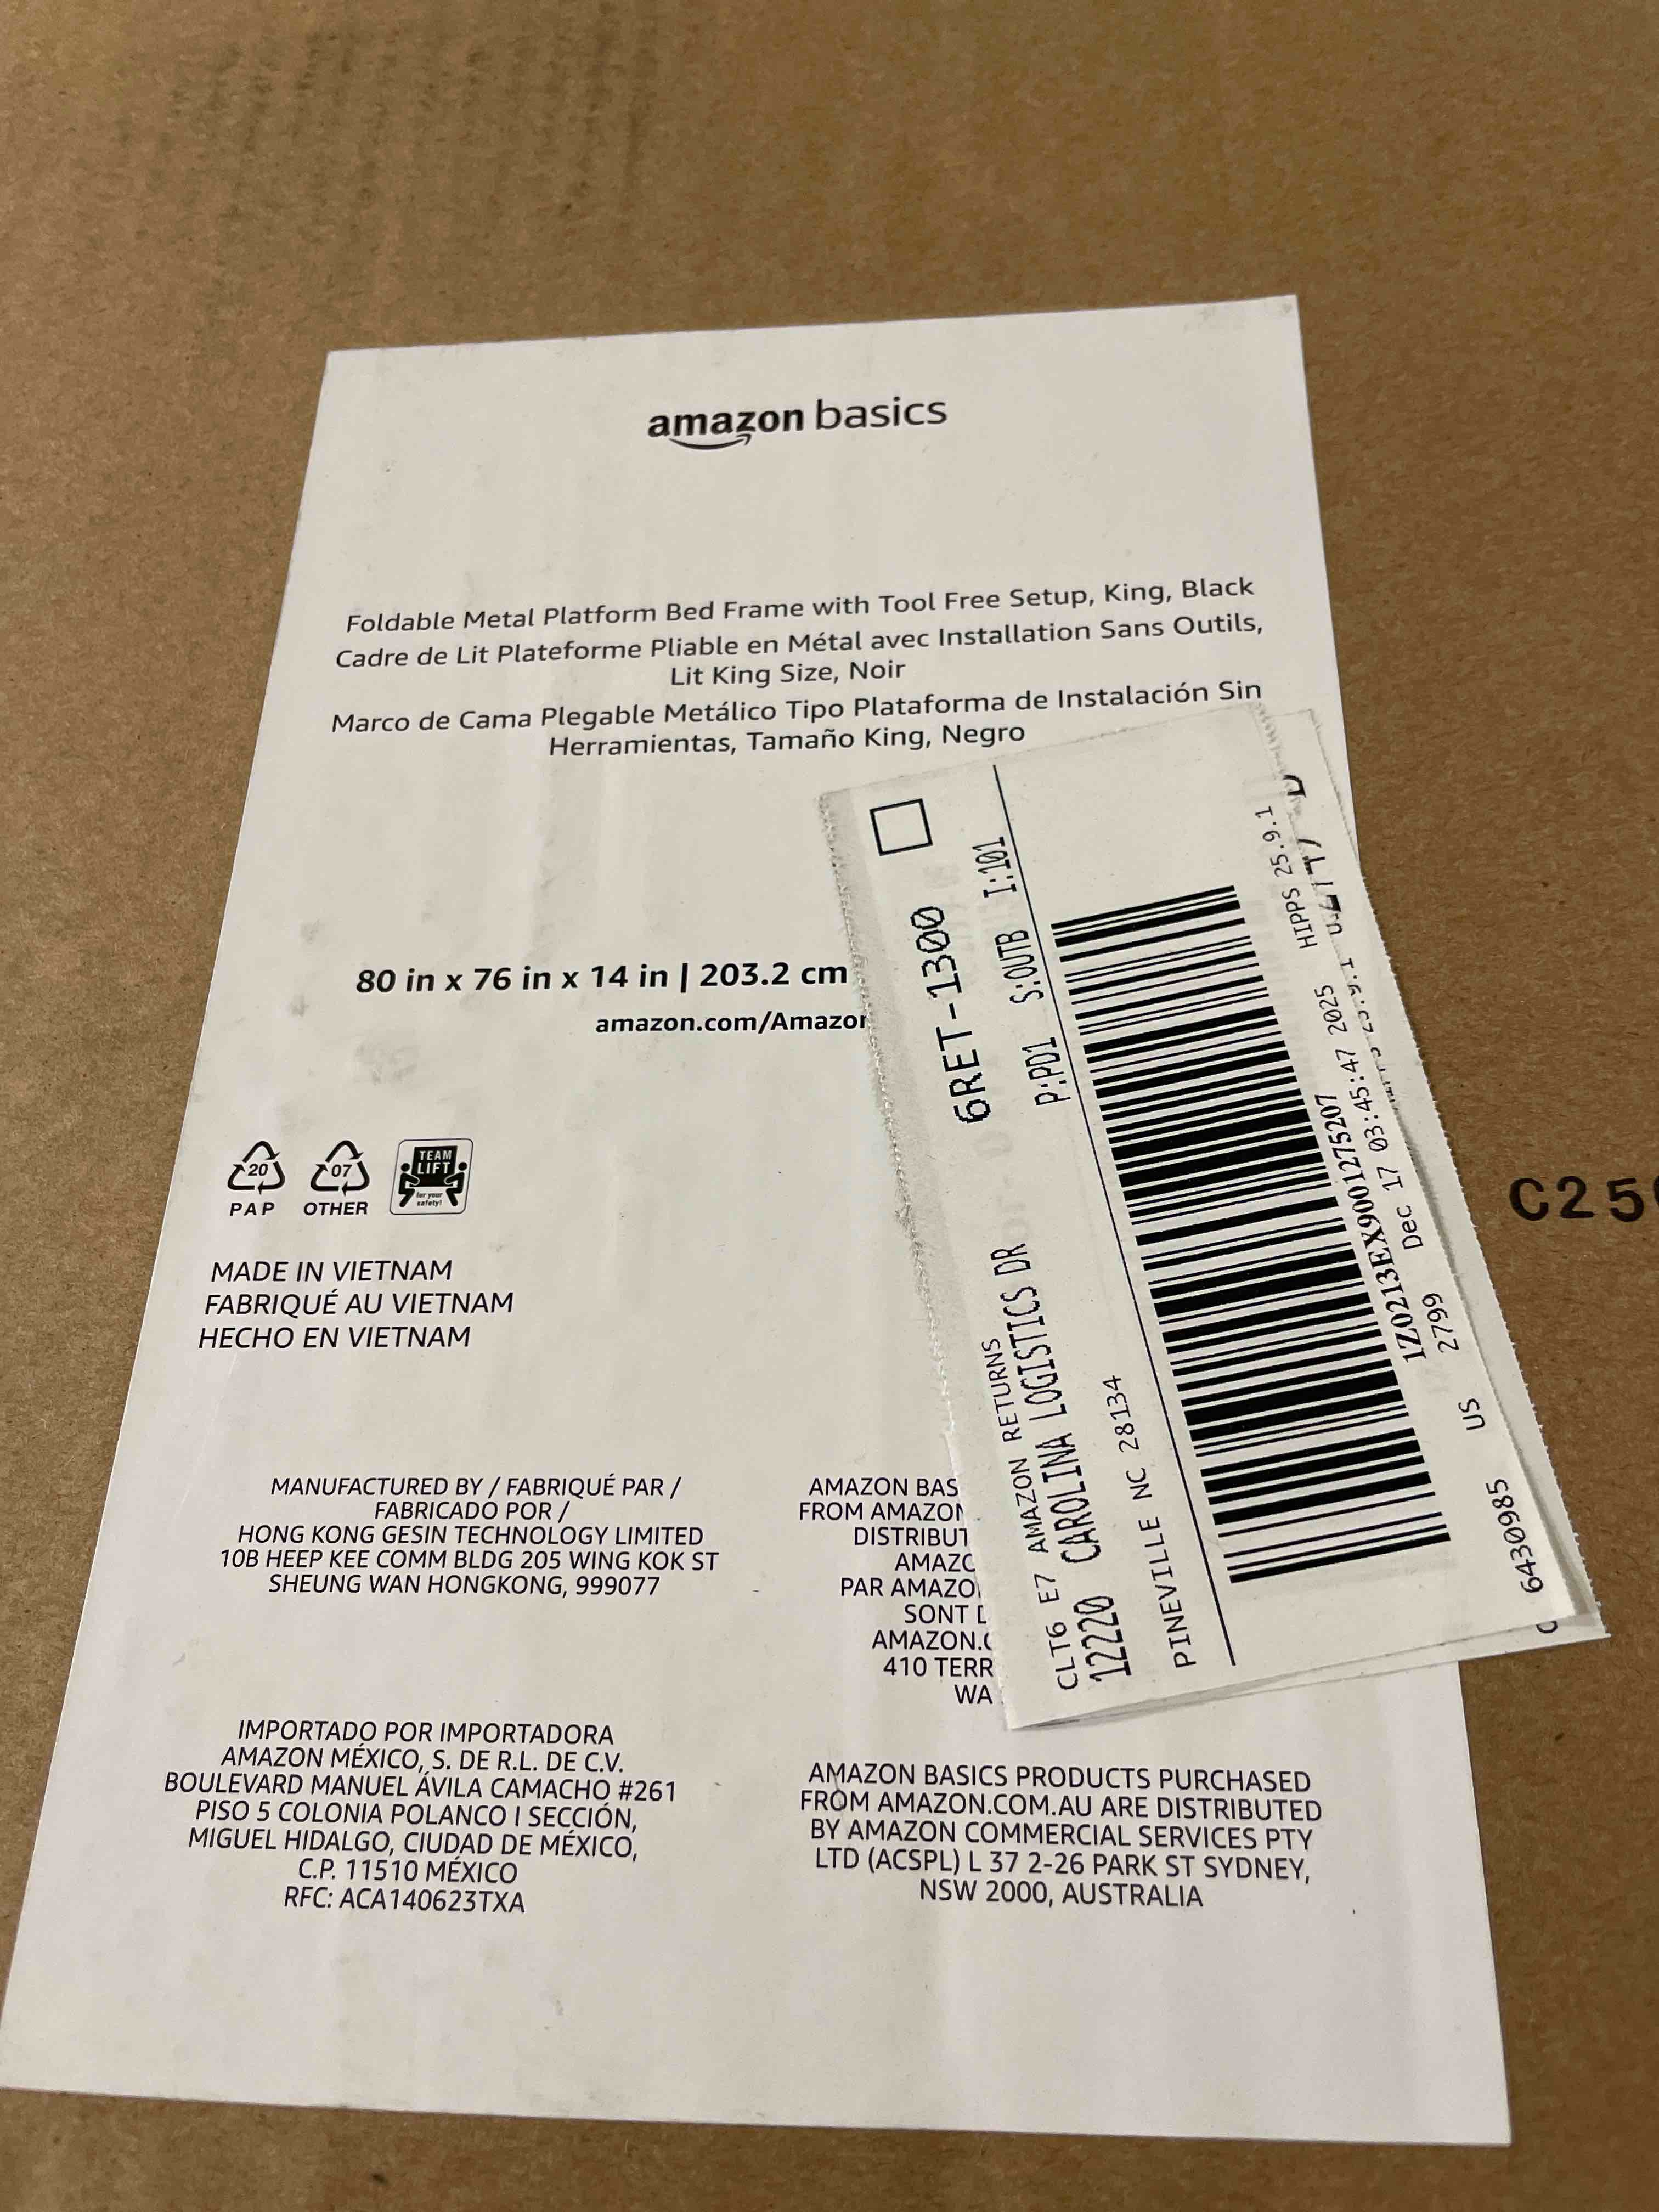 amazon basics
Foldable Metal Platform Bed Frame with Tool Free Setup, King, Black
Cadre de Lit Plateforme Pliable en Métal avec Installation Sans Outils,
Lit King Size, Noir
Marco de Cama Plegable Metálico Tipo Plataforma de Instalación Sin
Herramientas, Tamaño King, Negro
80 in x 76 in x 14 in | 203.2 cm
amazon.com/Amazon
20
PAP
07
OTHER
TEAM
LIFT
for your
safety!
MADE IN VIETNAM
FABRIQUÉ AU VIETNAM
HECHO EN VIETNAM
MANUFACTURED BY / FABRIQUÉ PAR /
FABRICADO POR /
HONG KONG GESIN TECHNOLOGY LIMITED
10B HEEP KEE COMM BLDG 205 WING KOK ST
SHEUNG WAN HONGKONG, 999077
AMAZON BAS
FROM AMAZON
DISTRIBUT
AMAZ
PAR AMAZO
SONT
AMAZON.
410 TERR
WA
IMPORTADO POR IMPORTADORA
AMAZON MÉXICO, S. DE R.L. DE C.V.
BOULEVARD MANUEL ÁVILA CAMACHO #261
PISO 5 COLONIA POLANCO I SECCIÓN,
MIGUEL HIDALGO, CIUDAD DE MÉXICO,
C.P. 11510 MÉXICO
RFC: ACA140623TXA
AMAZON BASICS PRODUCTS PURCHASED
FROM AMAZON.COM.AU ARE DISTRIBUTED
BY AMAZON COMMERCIAL SERVICES PTY
LTD (ACSPL) L 37 2-26 PARK ST SYDNEY,
NSW 2000, AUSTRALIA
6RET-1300
P:PD1 S:OUTB I:101
CLT6 E7 AMAZON RETURNS
12220 CAROLINA LOGISTICS DR
PINEVILLE NC 28134
1Z0213EX9001275207
HIPPS 25.9.1
US 2799 Dec 17 03:45:47 2025
6430985
C25